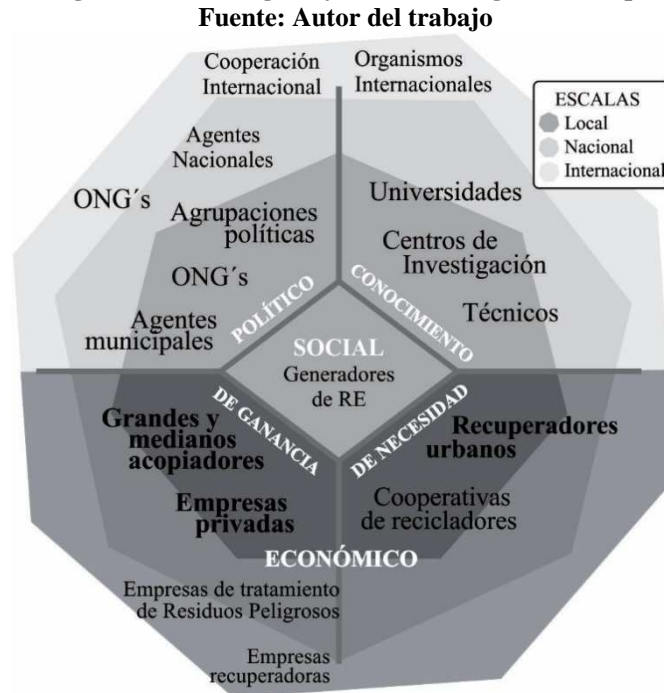 Fuente: Autor del trabajo
Cooperación
Internacional
Organismos
Internacionales
ESCALAS
Local
Nacional
Internacional
Agentes
Nacionales
ONG´s
Agrupaciones
políticas
ONG´s
Agentes
municipales
Universidades
Centros de
Investigación
Técnicos
POLÍTICO
CONOCIMIENTO
SOCIAL
Generadores
de RE
DE GANANCIA
DE NECESIDAD
Grandes y
medianos
acopiadores
Empresas
privadas
Recuperadores
urbanos
Cooperativas
de recicladores
ECONÓMICO
Empresas de tratamiento
de Residuos Peligrosos
Empresas
recuperadoras